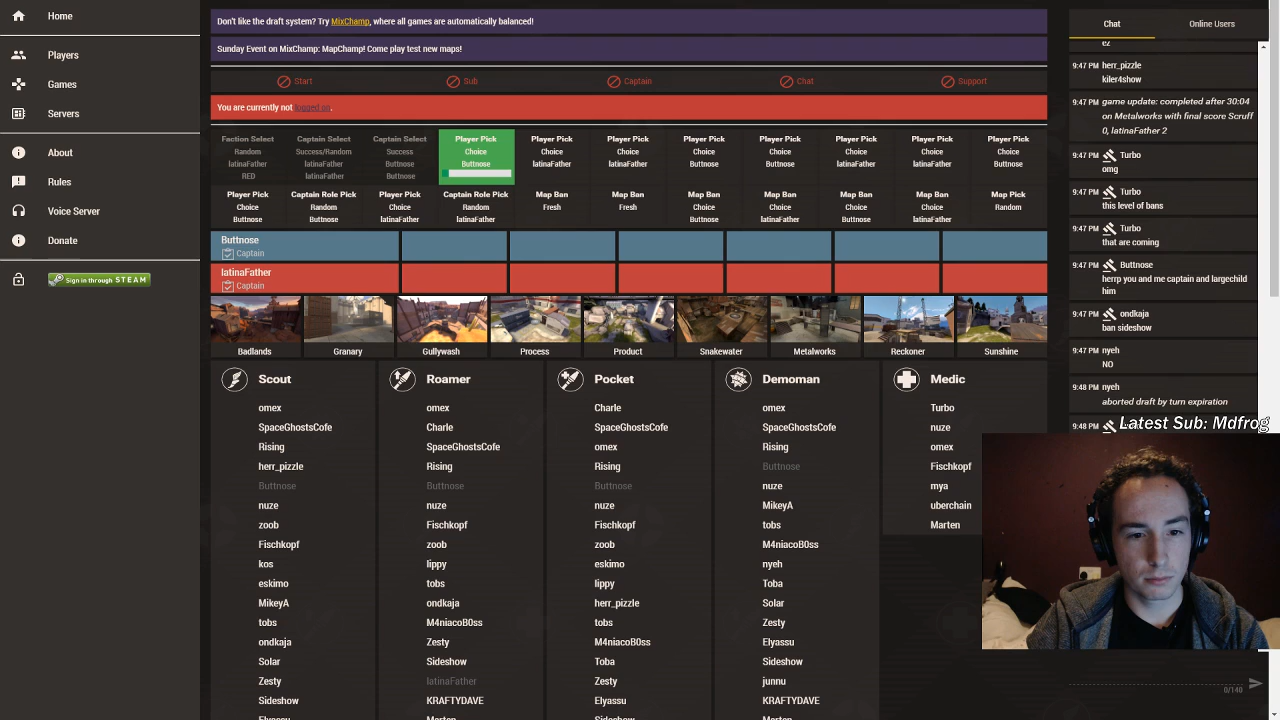 Home
Players
Games
Servers
About
Rules
Voice Server
Donate
Sign in through STEAM
Don't like the draft system? Try MixChamp, where all games are automatically balanced!
Sunday Event on MixChamp: MapChamp! Come play test new maps!
Start Sub Captain Chat Support
You are currently not logged on.
Faction Select Captain Select Captain Select Player Pick Player Pick Player Pick Player Pick Player Pick Player Pick Player Pick Player Pick
Random Success/Random Success Choice Choice Choice Choice Choice Choice Choice Choice
latinaFather latinaFather Buttnose Buttnose latinaFather latinaFather Buttnose Buttnose latinaFather latinaFather Buttnose
RED latinaFather Buttnose
Player Pick Captain Role Pick Player Pick Captain Role Pick Map Ban Map Ban Map Ban Map Ban Map Ban Map Ban Map Pick
Choice Random Choice Random Fresh Fresh Choice Choice Choice Choice Random
Buttnose Buttnose latinaFather latinaFather Buttnose latinaFather Buttnose latinaFather
Buttnose
Captain
latinaFather
Captain
Badlands Granary Gullywash Process Product Snakewater Metalworks Reckoner Sunshine
Scout
omex
SpaceGhostsCofe
Rising
herr_pizzle
Buttnose
nuze
zoob
Fischkopf
kos
eskimo
MikeyA
tobs
ondkaja
Solar
Zesty
Sideshow
Elyassu
Roamer
omex
Charle
SpaceGhostsCofe
Rising
Buttnose
nuze
Fischkopf
zoob
lippy
tobs
ondkaja
M4niacoB0ss
Zesty
Sideshow
latinaFather
KRAFTYDAVE
Marten
Pocket
Charle
SpaceGhostsCofe
omex
Rising
Buttnose
nuze
Fischkopf
zoob
eskimo
lippy
herr_pizzle
tobs
M4niacoB0ss
Toba
Zesty
Elyassu
Sideshow
Demoman
omex
SpaceGhostsCofe
Rising
Buttnose
nuze
MikeyA
tobs
M4niacoB0ss
nyeh
Toba
Solar
Zesty
Elyassu
Sideshow
junnu
KRAFTYDAVE
Marten
Medic
Turbo
nuze
omex
Fischkopf
mya
uberchain
Marten
Chat Online Users
ez
9:47 PM herr_pizzle
kiler4show
9:47 PM game update: completed after 30:04
on Metalworks with final score Scruff
0, latinaFather 2
9:47 PM Turbo
omg
9:47 PM Turbo
this level of bans
9:47 PM Turbo
that are coming
9:47 PM Buttnose
herrp you and me captain and largechild
him
9:47 PM ondkaja
ban sideshow
9:47 PM nyeh
NO
9:48 PM nyeh
aborted draft by turn expiration
9:48 PM
Latest Sub: Mdfrog
0/140